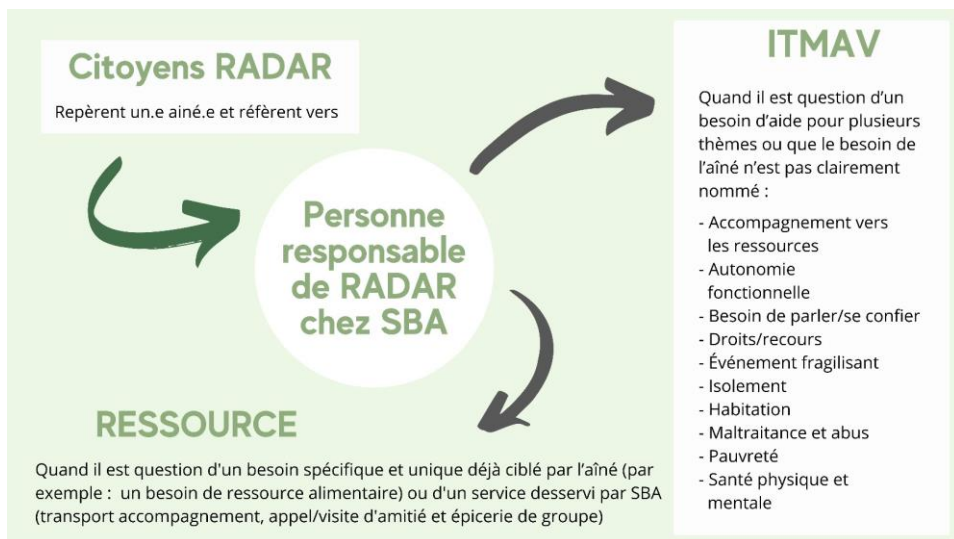 Citoyens RADAR
Repèrent un.e ainé.e et réfèrent vers
Personne
responsable
de RADAR
chez SBA
ITMAV
Quand il est question d'un
besoin d'aide pour plusieurs
thèmes ou que le besoin de
l'aîné n'est pas clairement
nommé :
- Accompagnement vers
les ressources
- Autonomie
fonctionnelle
- Besoin de parler/se confier
- Droits/recours
- Événement fragilisant
- Isolement
- Habitation
- Maltraitance et abus
- Pauvreté
- Santé physique et
mentale
RESSOURCE
Quand il est question d'un besoin spécifique et unique déjà ciblé par l'aîné (par
exemple : un besoin de ressource alimentaire) ou d'un service desservi par SBA
(transport accompagnement, appel/visite d'amitié et épicerie de groupe)